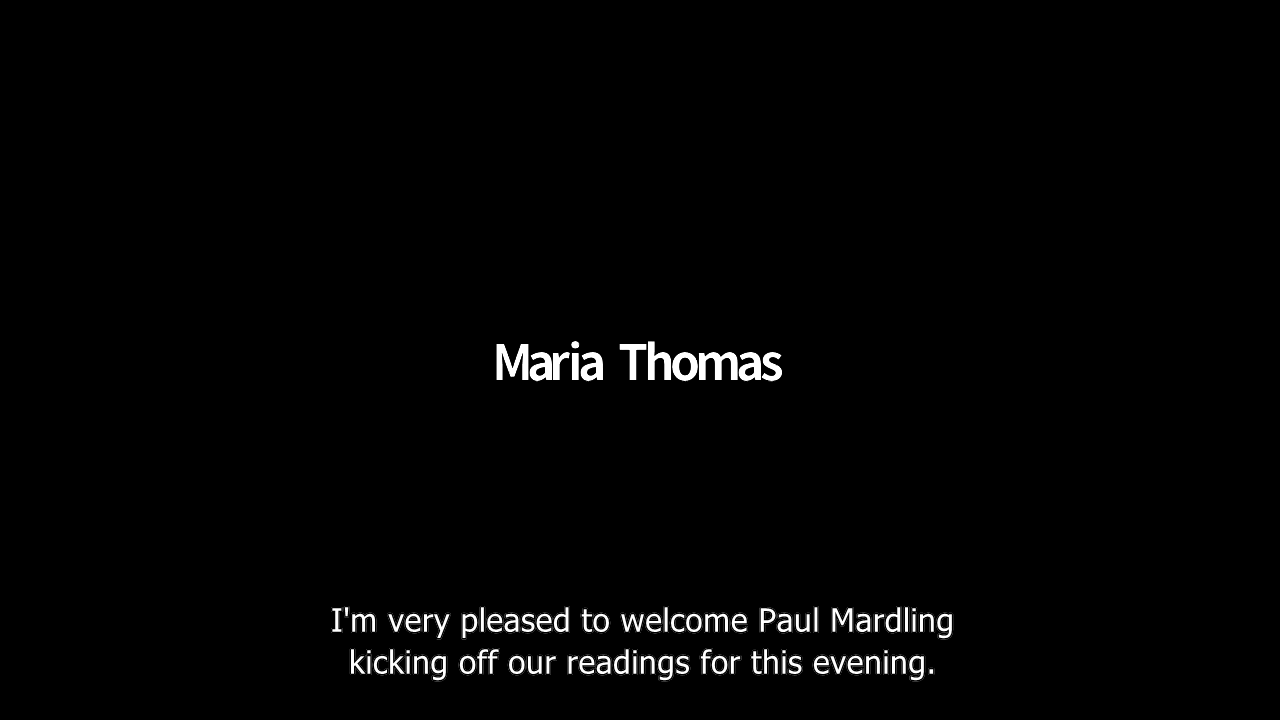 Maria Thomas
I'm very pleased to welcome Paul Mardling
kicking off our readings for this evening.